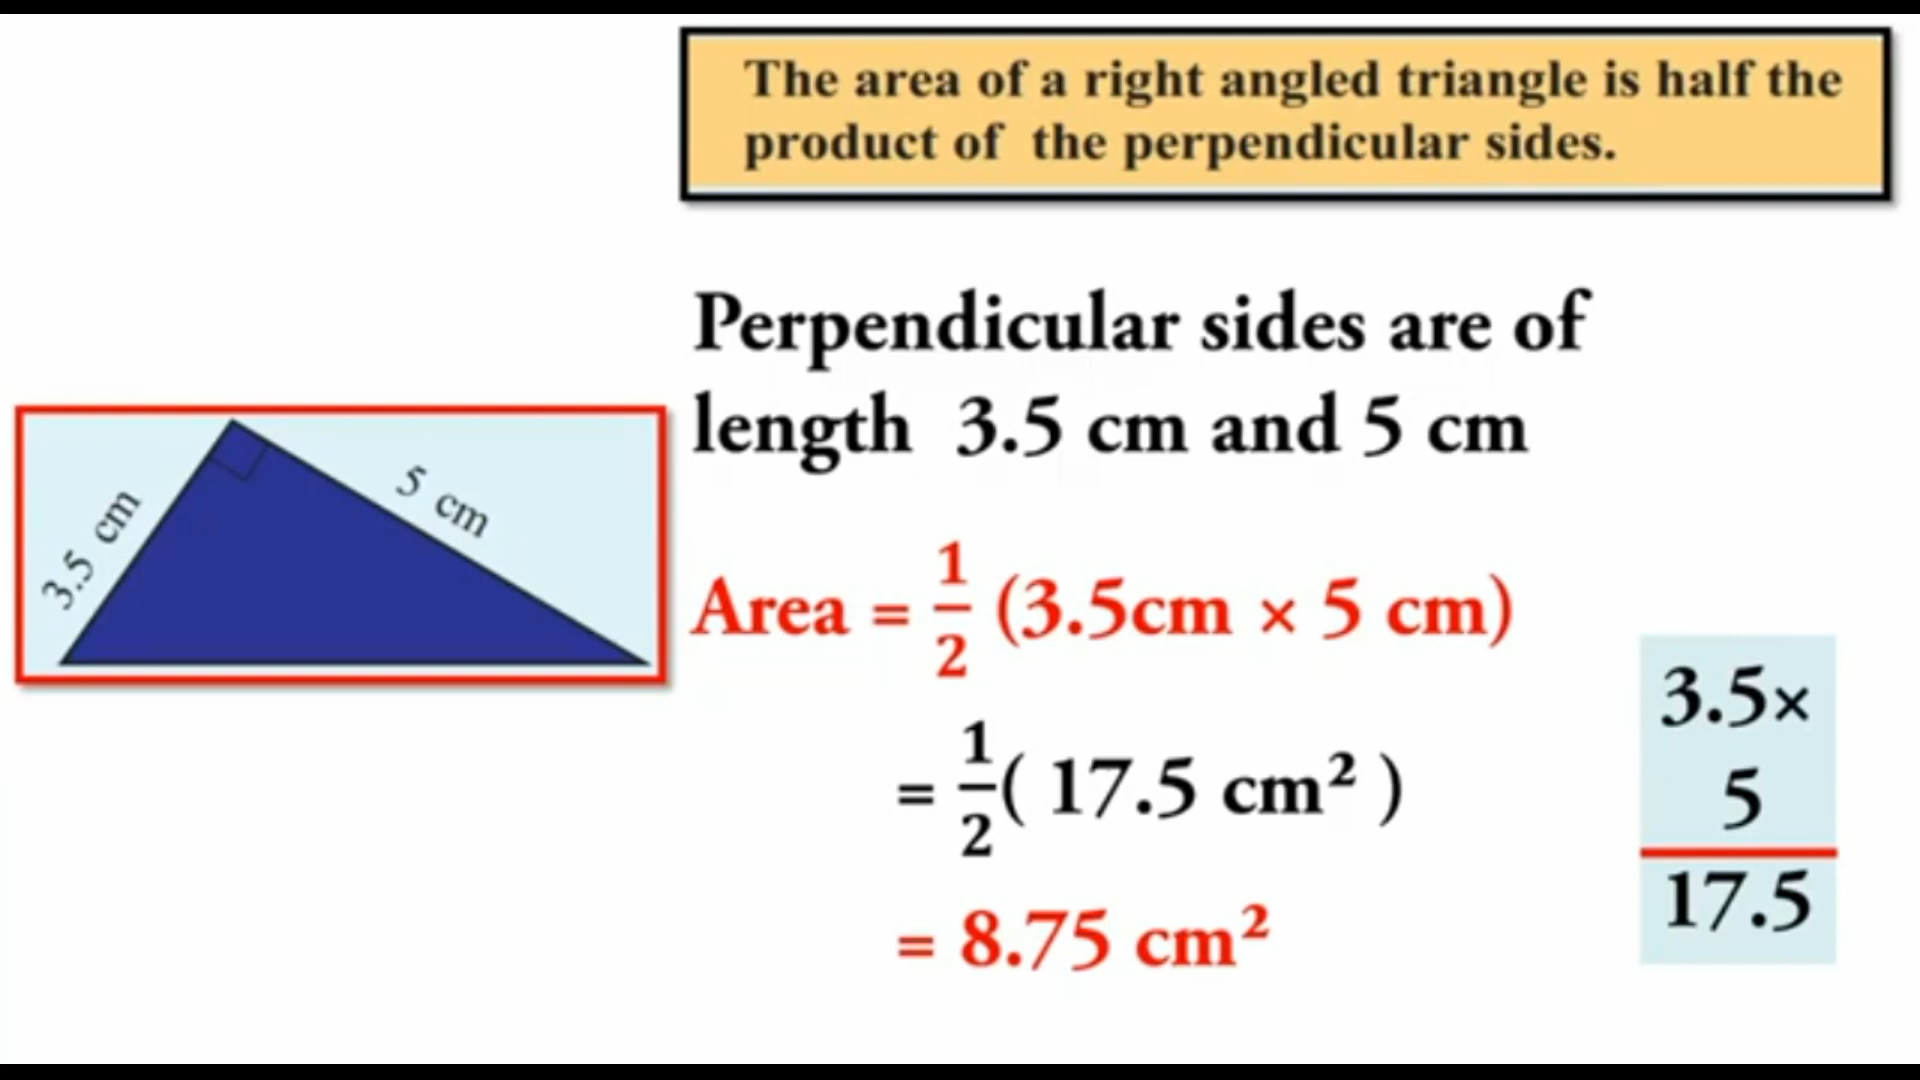 The area of a right angled triangle is half the
product of the perpendicular sides.
Perpendicular sides are of
length 3.5 cm and 5 cm
3.5 cm
5 cm
Area = 1/2 (3.5cm × 5 cm)
= 1/2 ( 17.5 cm² )
= 8.75 cm²
3.5×
5
17.5